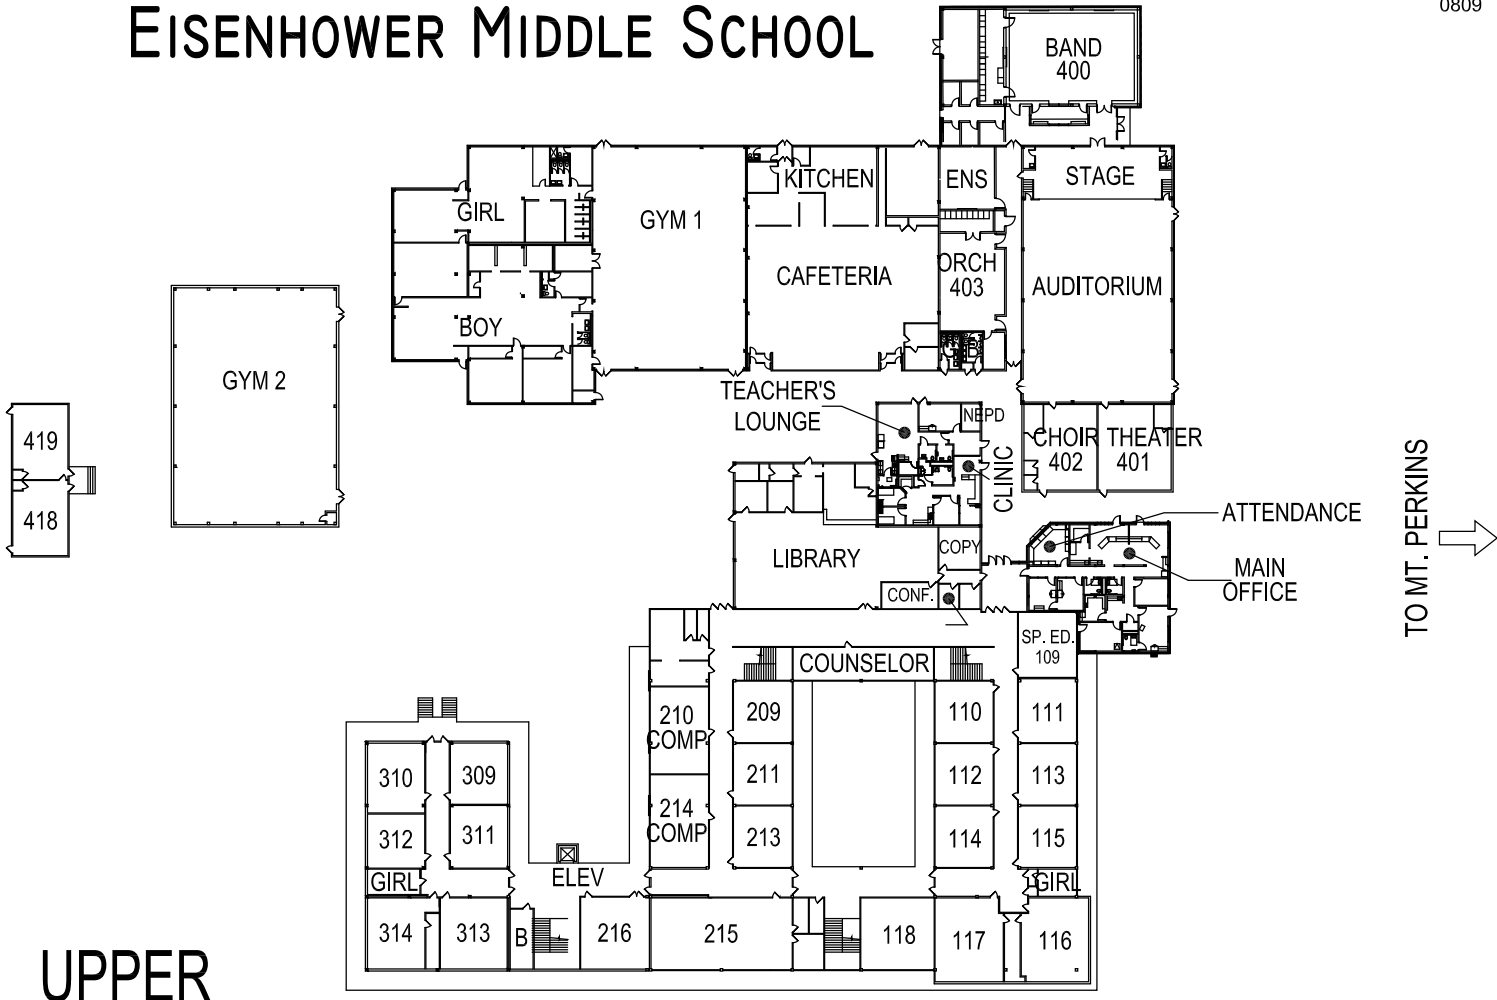 0809
EISENHOWER MIDDLE SCHOOL
BAND
400
KITCHEN
ENS
STAGE
GIRL
GYM 1
CAFETERIA
ORCH
403
AUDITORIUM
BOY
G
B
GYM 2
TEACHER'S
LOUNGE
NEPD
CHOIR
402
THEATER
401
CLINIC
419
418
ATTENDANCE
MAIN
OFFICE
TO MT. PERKINS
LIBRARY
COPY
CONF.
SP. ED.
109
COUNSELOR
210
COMP
209
110
111
310
309
211
112
113
312
311
214
COMP
213
114
115
GIRL
ELEV
GIRL
314
313
B
216
215
118
117
116
UPPER